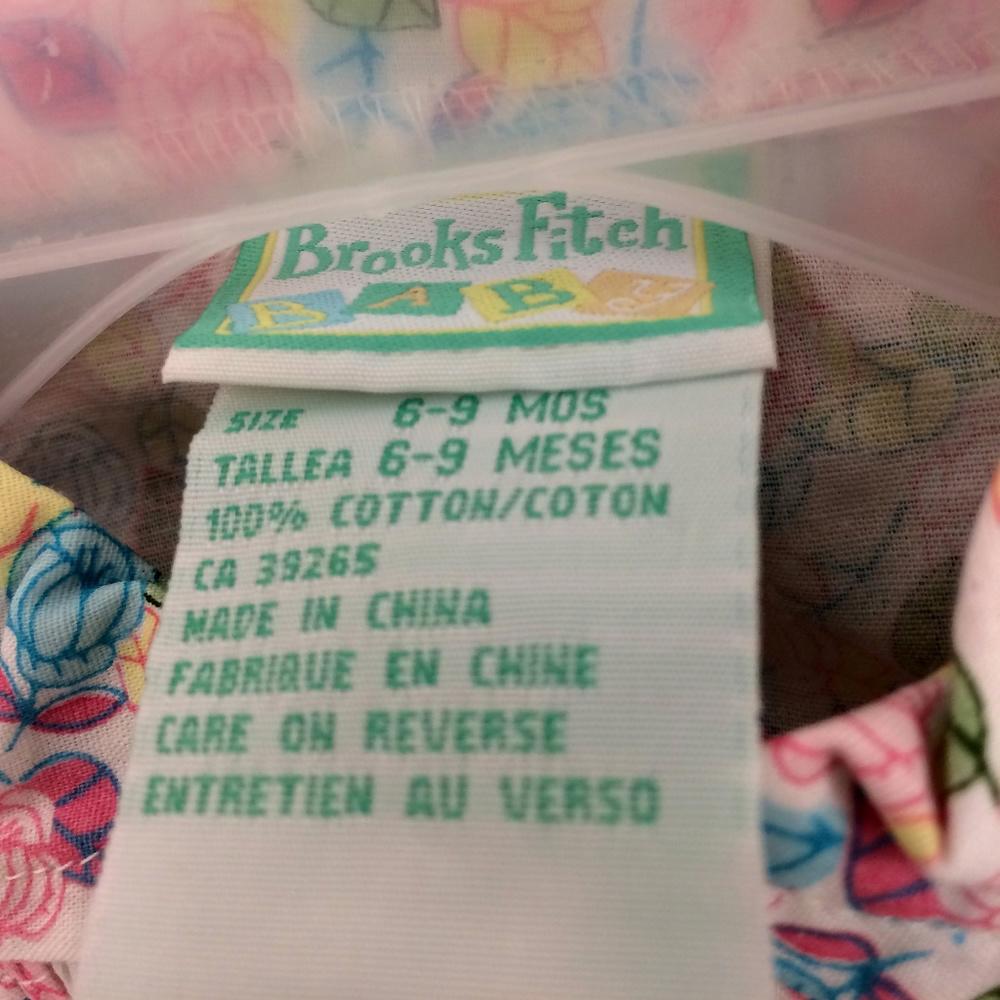 Brooks Fitch
BABY
SIZE 6-9 MOS
TALLEA 6-9 MESES
100% COTTON/COTON
CA 39265
MADE IN CHINA
FABRIQUE EN CHINE
CARE ON REVERSE
ENTRETIEN AU VERSO